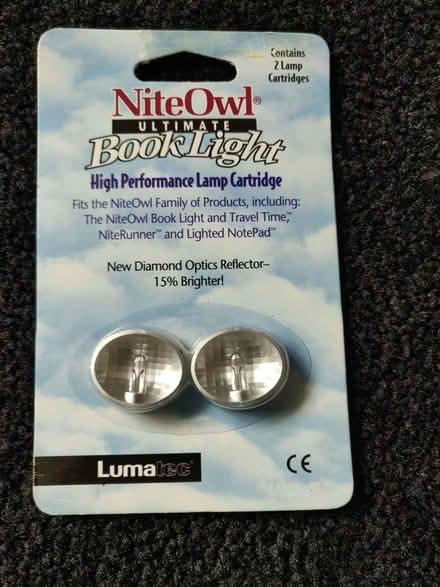 Contains
2 Lamp
Cartridges
NiteOwl®
ULTIMATE
Book Light
High Performance Lamp Cartridge
Fits the NiteOwl Family of Products, including:
The NiteOwl Book Light and Travel Time,™
NiteRunner™ and Lighted NotePad™
New Diamond Optics Reflector–
15% Brighter!
Lumatec
CE